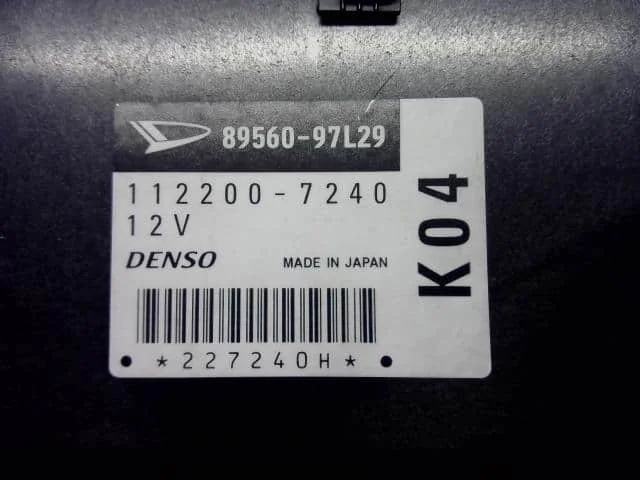 89560-97L29
112200-7240
12V
DENSO MADE IN JAPAN
*227240H*
K04